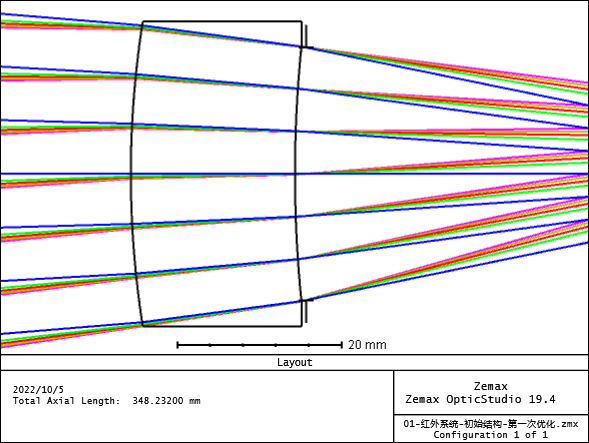 20 mm
Layout
2022/10/5
Total Axial Length:  348.23200 mm
Zemax
Zemax OpticStudio 19.4
01-红外系统-初始结构-第一次优化.zmx
Configuration 1 of 1